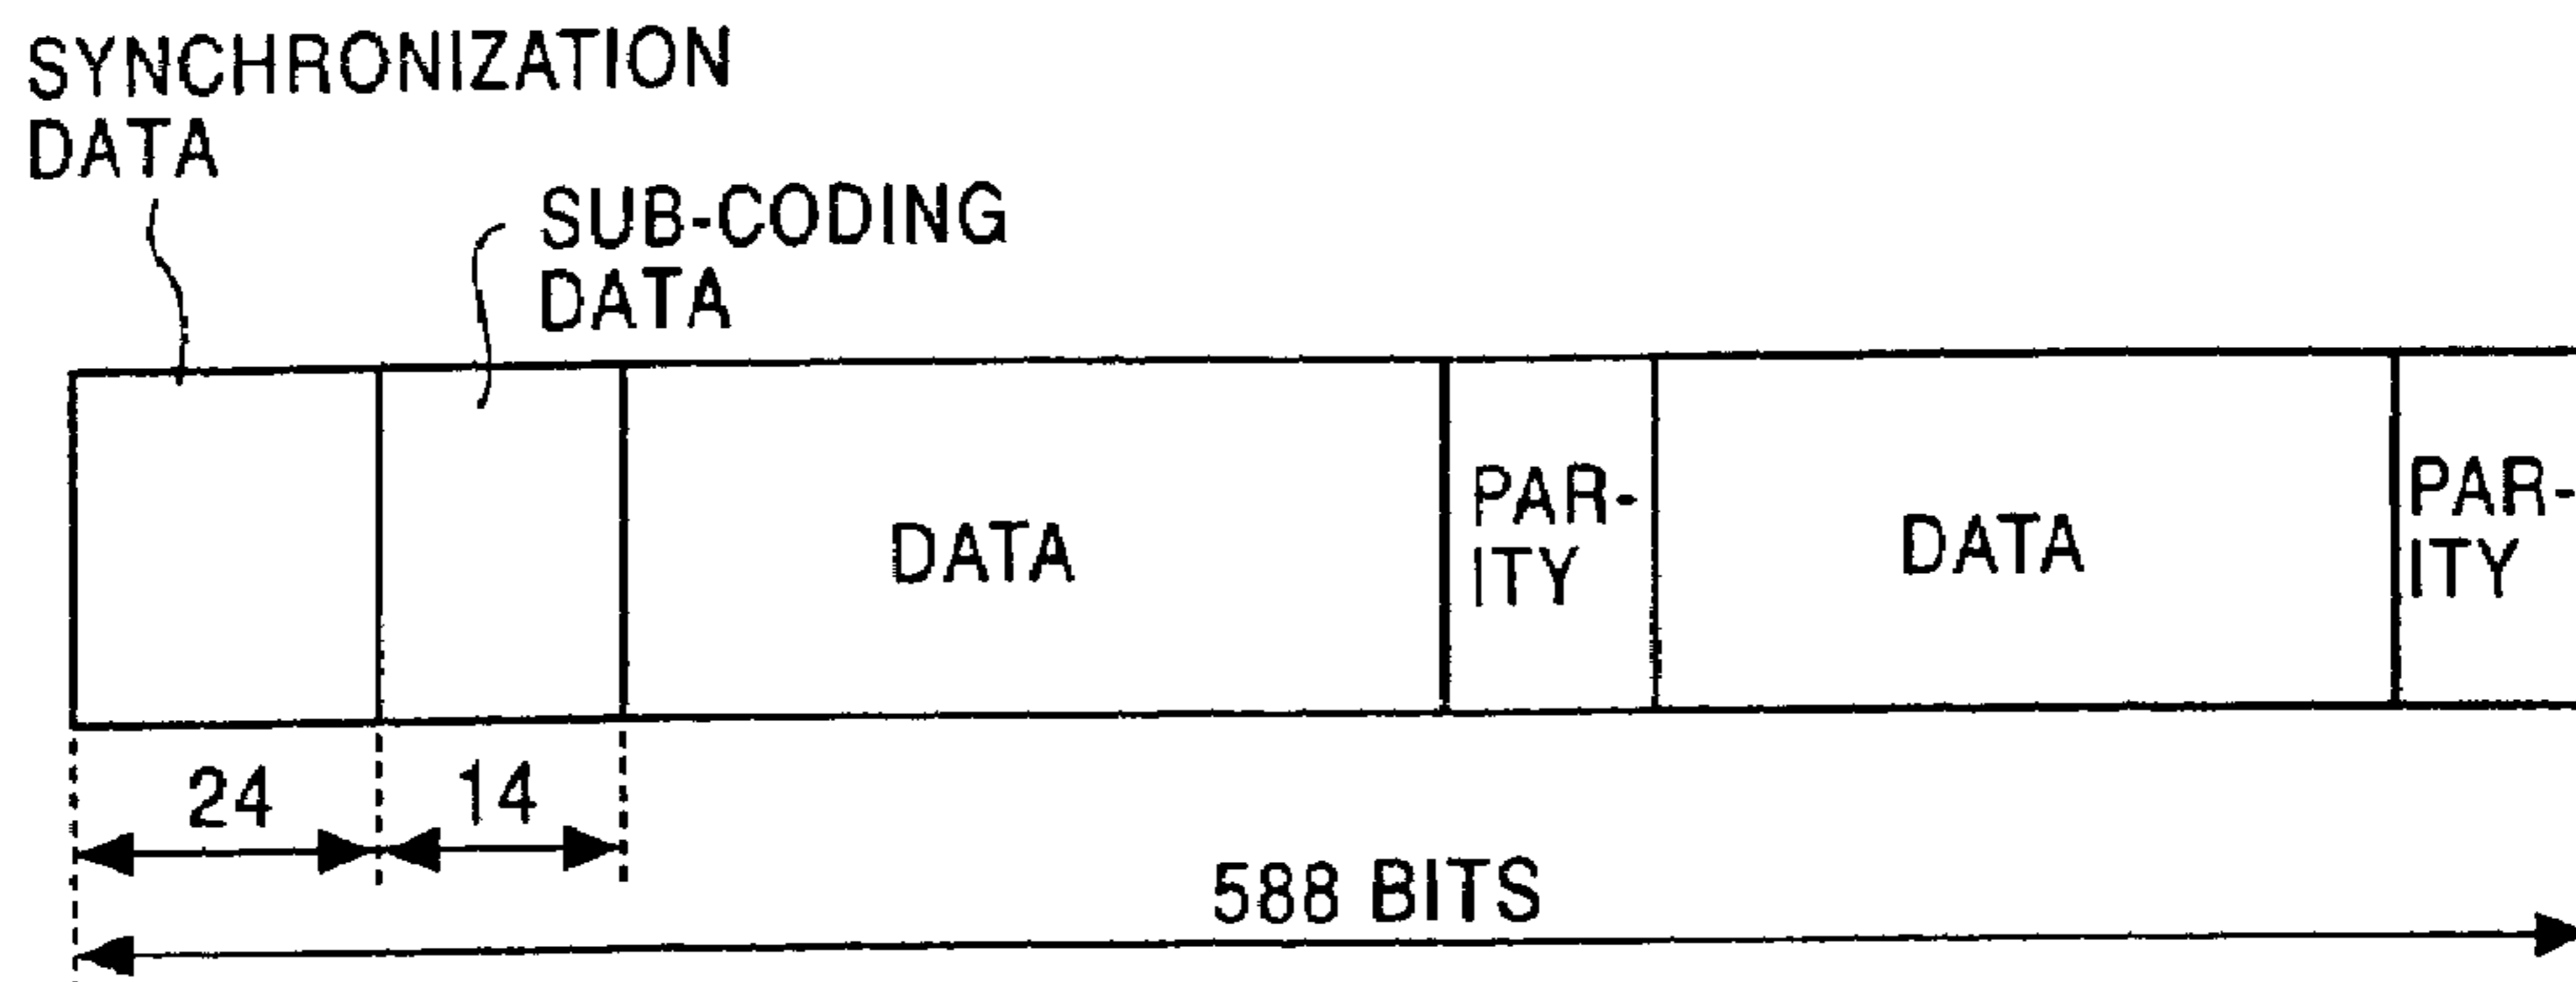 SYNCHRONIZATION
DATA
SUB-CODING
DATA
DATA
PAR-
ITY
DATA
PAR-
ITY
24
14
588 BITS